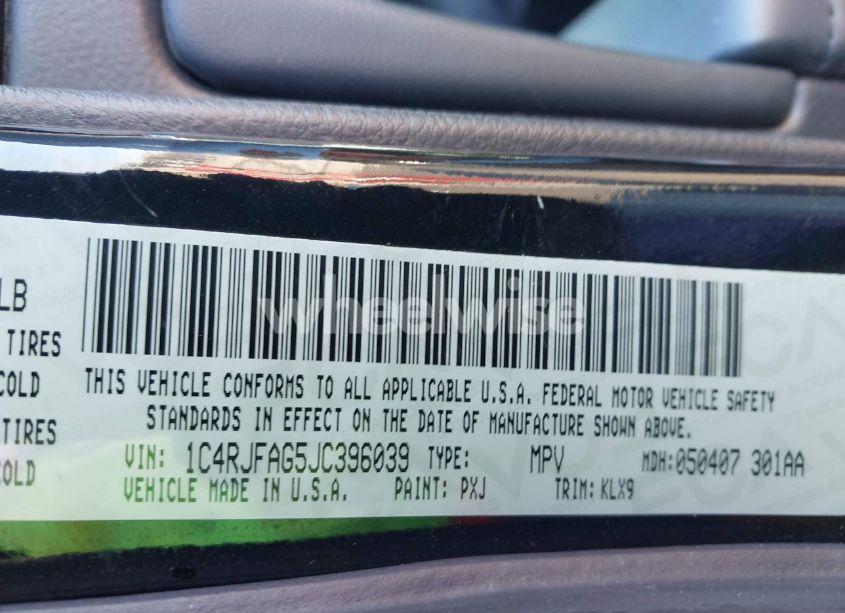 LB
TIRES
COLD
TIRES
COLD
wheelwise
THIS VEHICLE CONFORMS TO ALL APPLICABLE U.S.A. FEDERAL MOTOR VEHICLE SAFETY
STANDARDS IN EFFECT ON THE DATE OF MANUFACTURE SHOWN ABOVE.
VIN: 1C4RJFAG5JC396039 TYPE: MPV MDH:050407 301AA
VEHICLE MADE IN U.S.A. PAINT: PXJ TRIM: KLX9